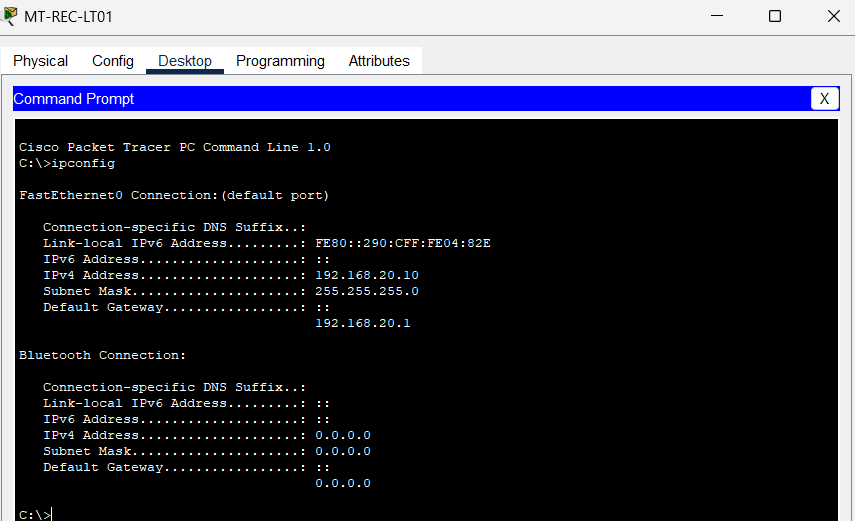 MT-REC-LT01
Physical Config Desktop Programming Attributes
Command Prompt X
Cisco Packet Tracer PC Command Line 1.0
C:\>ipconfig
FastEthernet0 Connection:(default port)
Connection-specific DNS Suffix..:
Link-local IPv6 Address.........: FE80::290:CFF:FE04:82E
IPv6 Address....................: ::
IPv4 Address....................: 192.168.20.10
Subnet Mask.....................: 255.255.255.0
Default Gateway.................: ::
192.168.20.1
Bluetooth Connection:
Connection-specific DNS Suffix..:
Link-local IPv6 Address.........: ::
IPv6 Address....................: ::
IPv4 Address....................: 0.0.0.0
Subnet Mask.....................: 0.0.0.0
Default Gateway.................: ::
0.0.0.0
C:\>